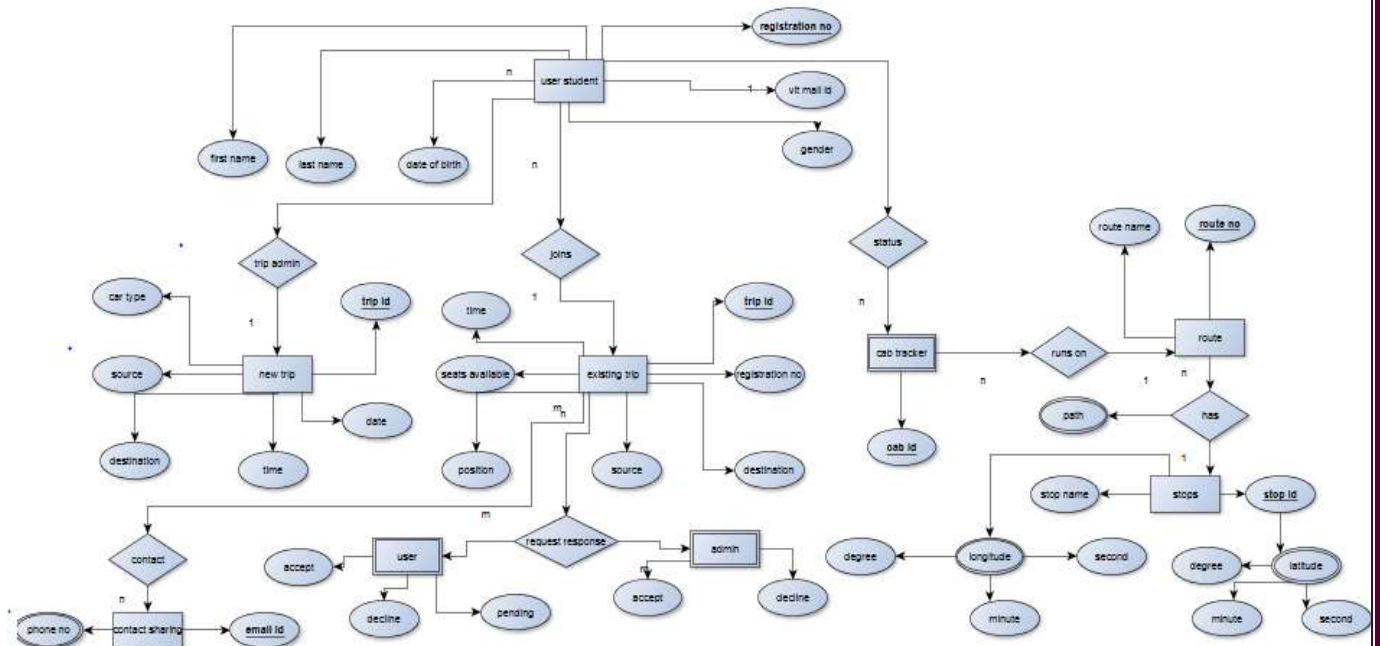 registration no
n
user student
1
vit mail id
first name
last name
date of birth
gender
n
trip admin
joins
status
route name
route no
car type
trip id
time
1
trip id
n
1
source
new trip
seats available
existing trip
registration no
cab tracker
runs on
route
n
1
n
date
m
n
path
has
destination
time
position
source
destination
cab id
1
stop name
stops
stop id
m
contact
accept
user
request response
admin
degree
longitude
second
degree
latitude
m
n
decline
pending
accept
decline
minute
minute
second
phone no
contact sharing
email id